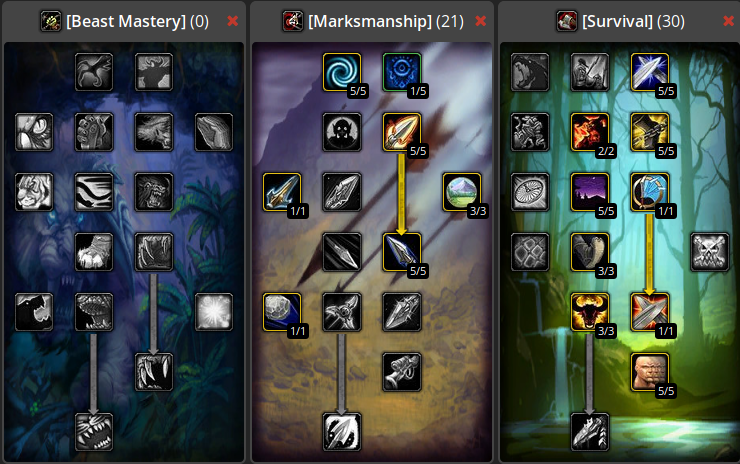 [Beast Mastery] (0)
[Marksmanship] (21)
[Survival] (30)
5/5 1/5 5/5
5/5 2/2 5/5
1/1 3/3 5/5 1/1
5/5 3/3
1/1 3/3 1/1
5/5